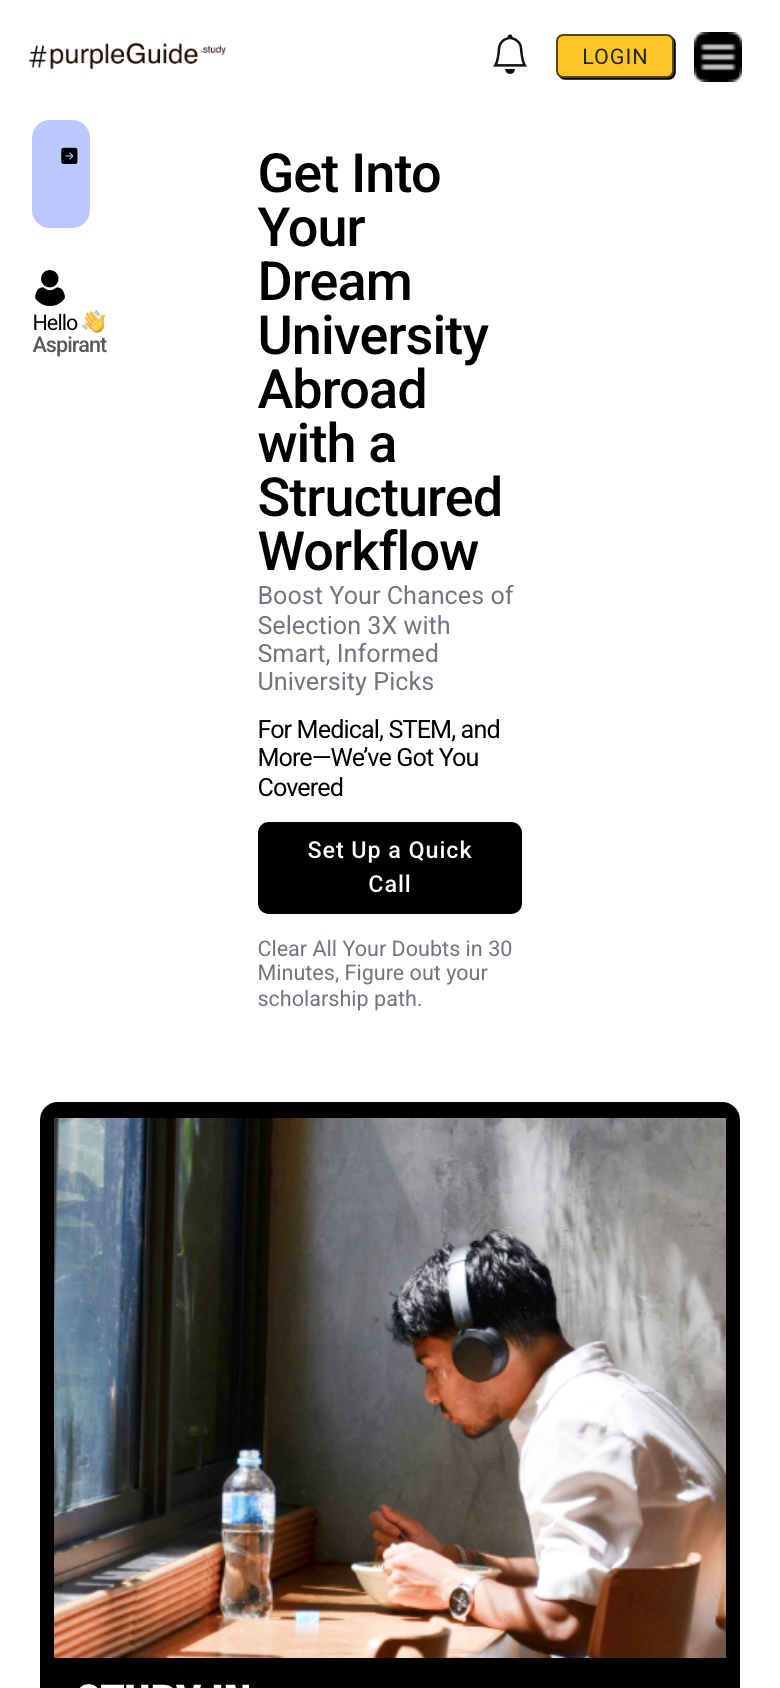 #purpleGuide.study
LOGIN
Get Into
Your
Dream
University
Abroad
with a
Structured
Workflow
Hello 👋
Aspirant
Boost Your Chances of
Selection 3X with
Smart, Informed
University Picks
For Medical, STEM, and
More—We’ve Got You
Covered
Set Up a Quick
Call
Clear All Your Doubts in 30
Minutes, Figure out your
scholarship path.
STUDY IN